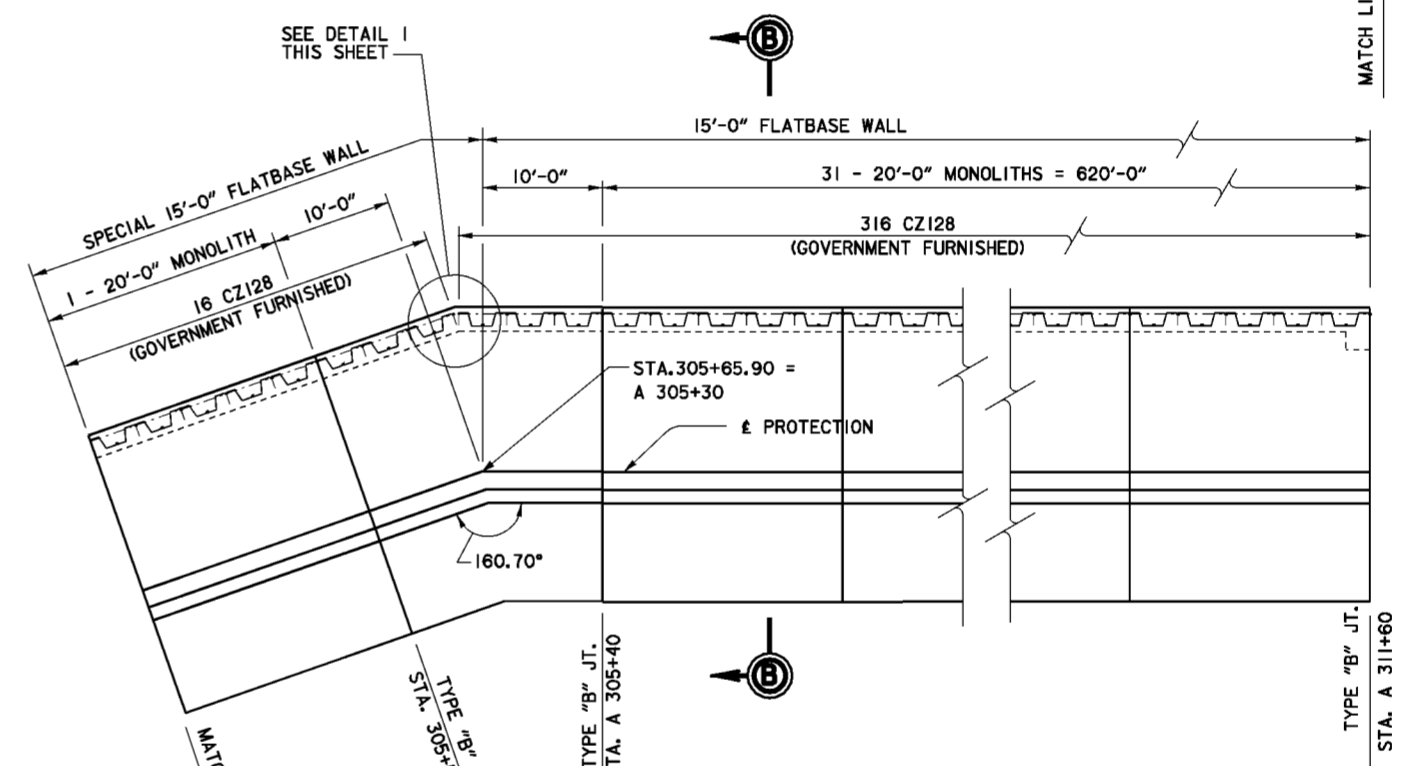 SEE DETAIL 1
THIS SHEET
B
MATCH
15'-0" FLATBASE WALL
SPECIAL 15'-0" FLATBASE WALL
10'-0"
31 - 20'-0" MONOLITHS = 620'-0"
10'-0"
1 - 20'-0" MONOLITH
316 CZ128
(GOVERNMENT FURNISHED)
16 CZ128
(GOVERNMENT FURNISHED)
STA.305+65.90 =
A 305+30
℄ PROTECTION
160.70°
TYPE "B" JT.
STA. A 311+60
TYPE "B" JT.
TA. A 305+40
B
TYPE "B"
STA. 305+